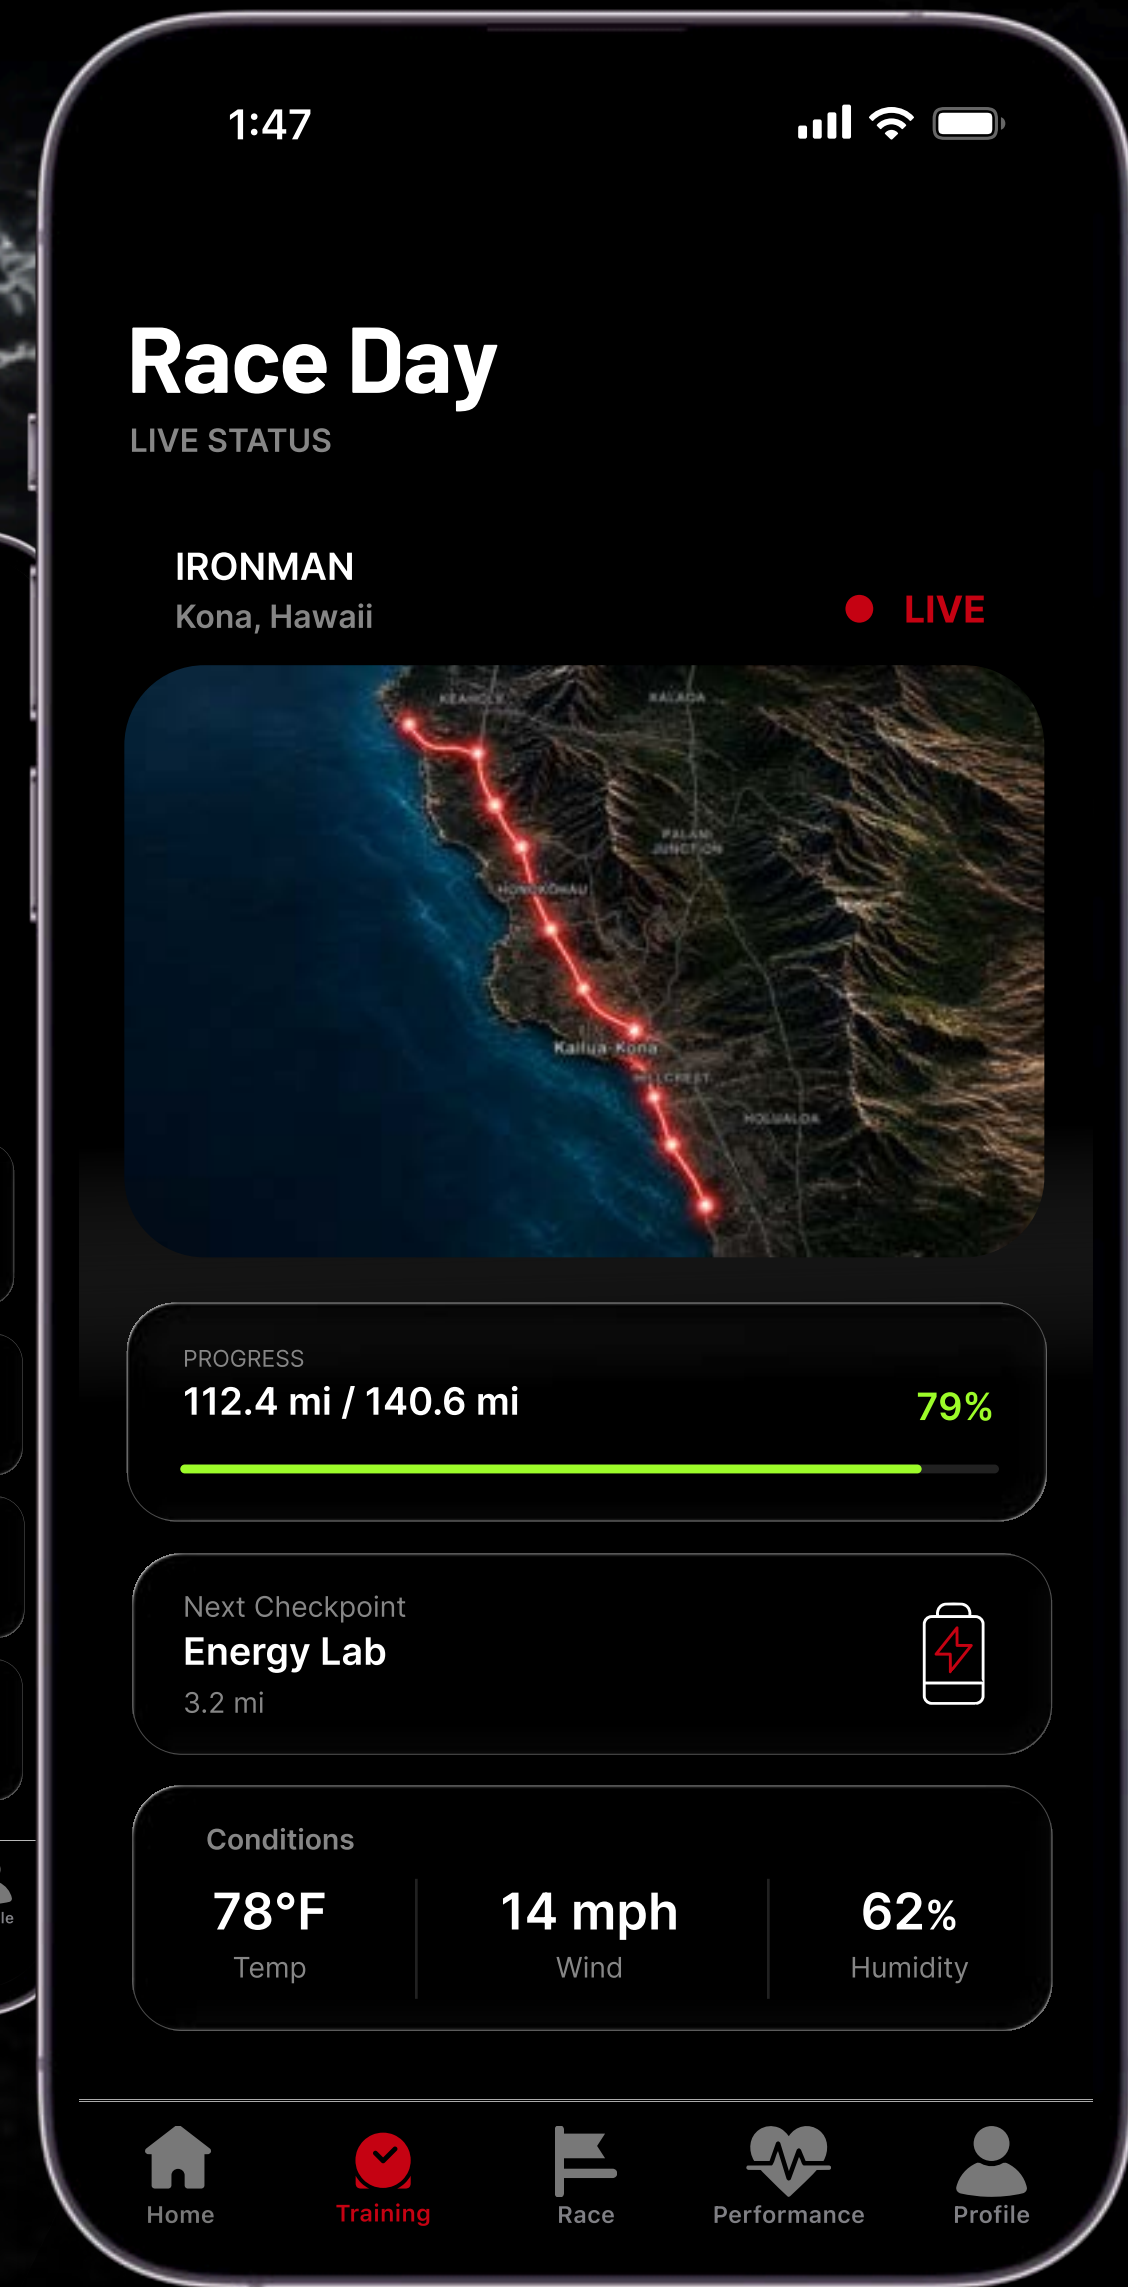 1:47
Race Day
LIVE STATUS
IRONMAN
Kona, Hawaii
LIVE
KEAHOLE
KALAOA
PALANI
JUNCTION
HONOKOHAU
Kailua-Kona
HILLCREST
HOLUALOA
PROGRESS
112.4 mi / 140.6 mi
79%
Next Checkpoint
Energy Lab
3.2 mi
Conditions
78°F
14 mph
62%
Temp
Wind
Humidity
le
Home
Training
Race
Performance
Profile